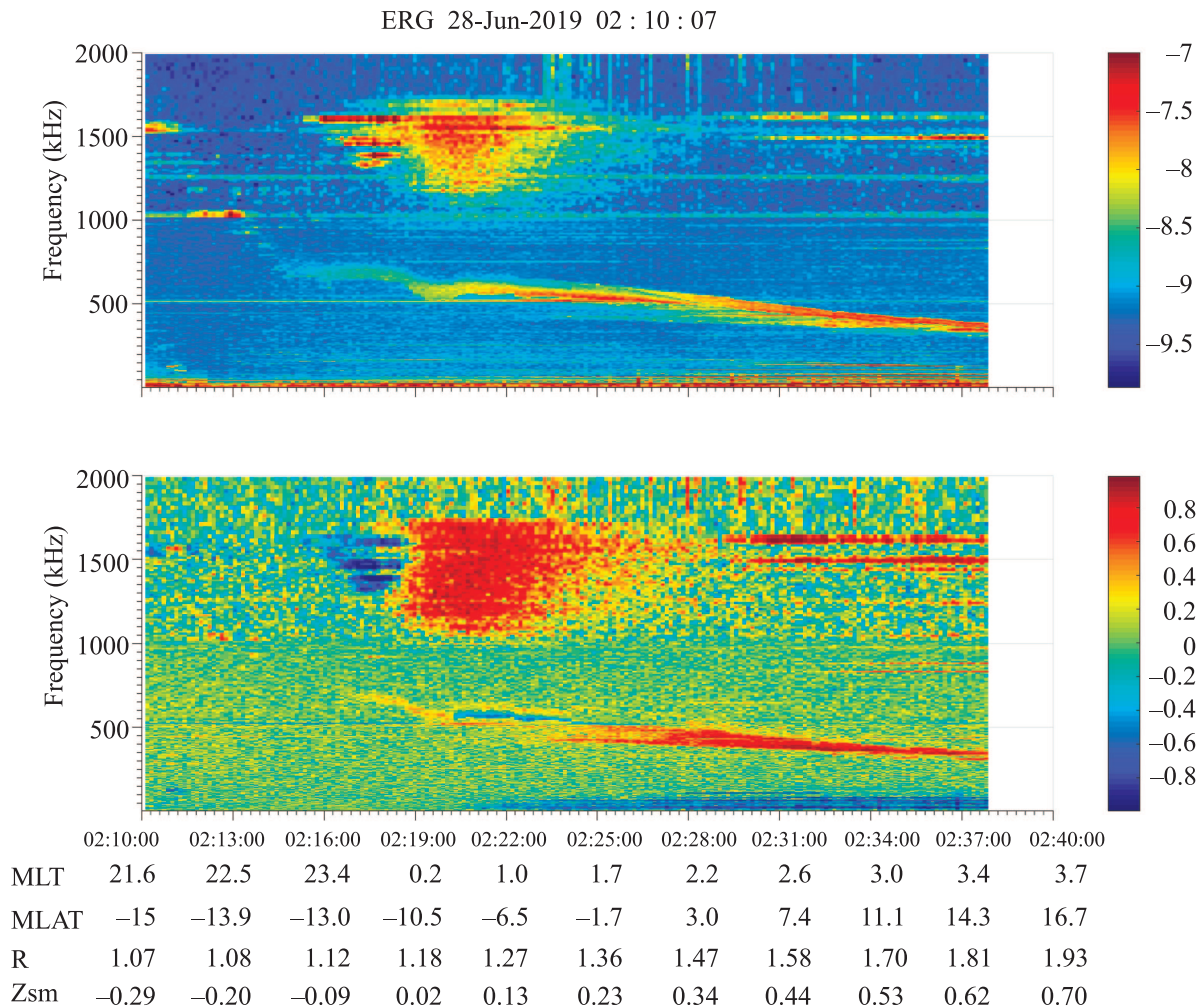 ERG 28-Jun-2019 02 : 10 : 07
2000
1500
1000
500
Frequency (kHz)
–7
–7.5
–8
–8.5
–9
–9.5
2000
1500
1000
500
Frequency (kHz)
0.8
0.6
0.4
0.2
0
–0.2
–0.4
–0.6
–0.8
02:10:00 02:13:00 02:16:00 02:19:00 02:22:00 02:25:00 02:28:00 02:31:00 02:34:00 02:37:00 02:40:00
MLT 21.6 22.5 23.4 0.2 1.0 1.7 2.2 2.6 3.0 3.4 3.7
MLAT –15 –13.9 –13.0 –10.5 –6.5 –1.7 3.0 7.4 11.1 14.3 16.7
R 1.07 1.08 1.12 1.18 1.27 1.36 1.47 1.58 1.70 1.81 1.93
Zsm –0.29 –0.20 –0.09 0.02 0.13 0.23 0.34 0.44 0.53 0.62 0.70